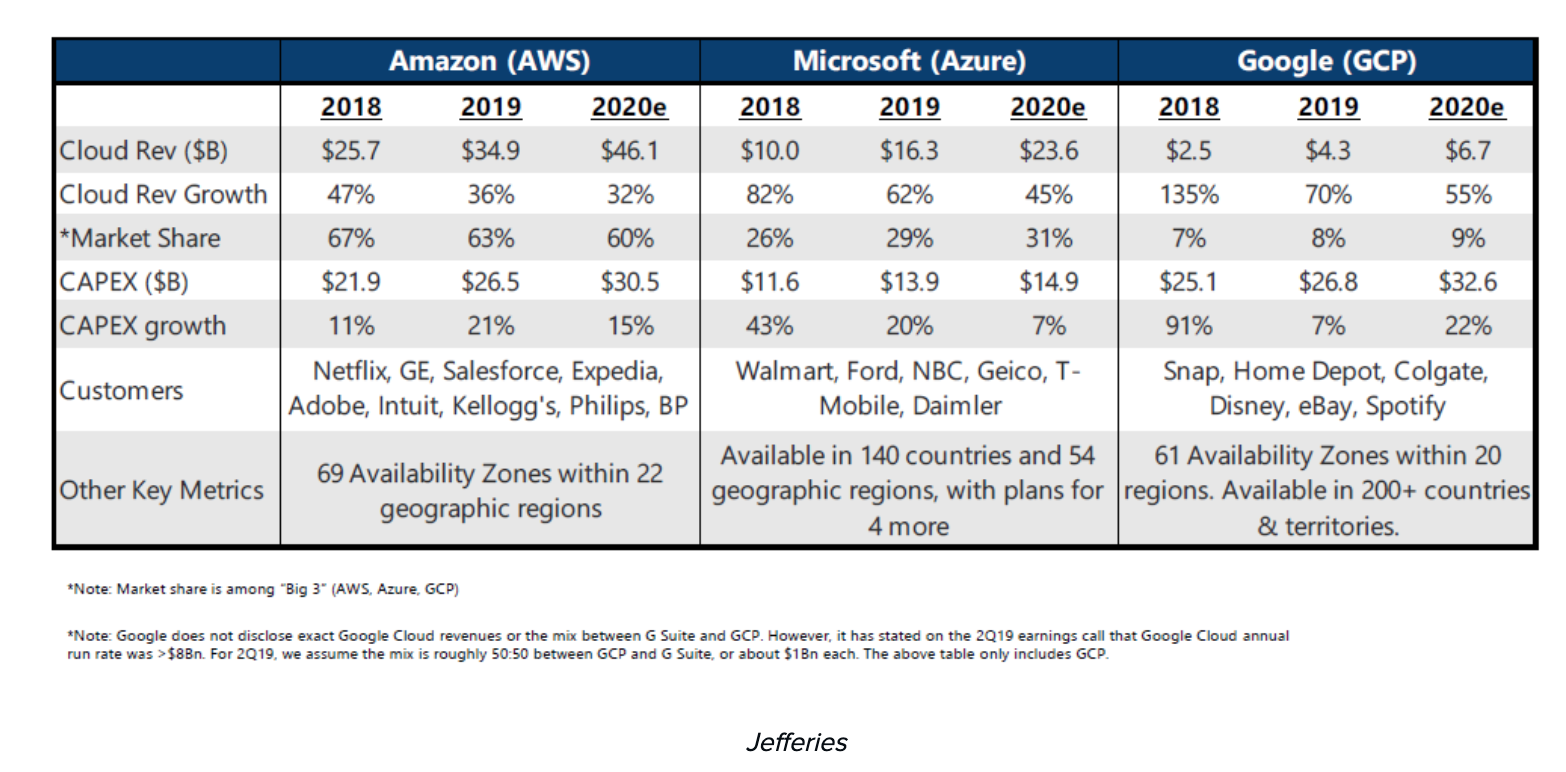 Amazon (AWS) Microsoft (Azure) Google (GCP)
2018 2019 2020e 2018 2019 2020e 2018 2019 2020e
Cloud Rev ($B) $25.7 $34.9 $46.1 $10.0 $16.3 $23.6 $2.5 $4.3 $6.7
Cloud Rev Growth 47% 36% 32% 82% 62% 45% 135% 70% 55%
*Market Share 67% 63% 60% 26% 29% 31% 7% 8% 9%
CAPEX ($B) $21.9 $26.5 $30.5 $11.6 $13.9 $14.9 $25.1 $26.8 $32.6
CAPEX growth 11% 21% 15% 43% 20% 7% 91% 7% 22%
Customers
Netflix, GE, Salesforce, Expedia,
Adobe, Intuit, Kellogg's, Philips, BP
Walmart, Ford, NBC, Geico, T-
Mobile, Daimler
Snap, Home Depot, Colgate,
Disney, eBay, Spotify
Other Key Metrics
69 Availability Zones within 22
geographic regions
Available in 140 countries and 54
geographic regions, with plans for
4 more
61 Availability Zones within 20
regions. Available in 200+ countries
& territories.
*Note: Market share is among "Big 3" (AWS, Azure, GCP)
*Note: Google does not disclose exact Google Cloud revenues or the mix between G Suite and GCP. However, it has stated on the 2Q19 earnings call that Google Cloud annual
run rate was >$8Bn. For 2Q19, we assume the mix is roughly 50:50 between GCP and G Suite, or about $1Bn each. The above table only includes GCP.
Jefferies